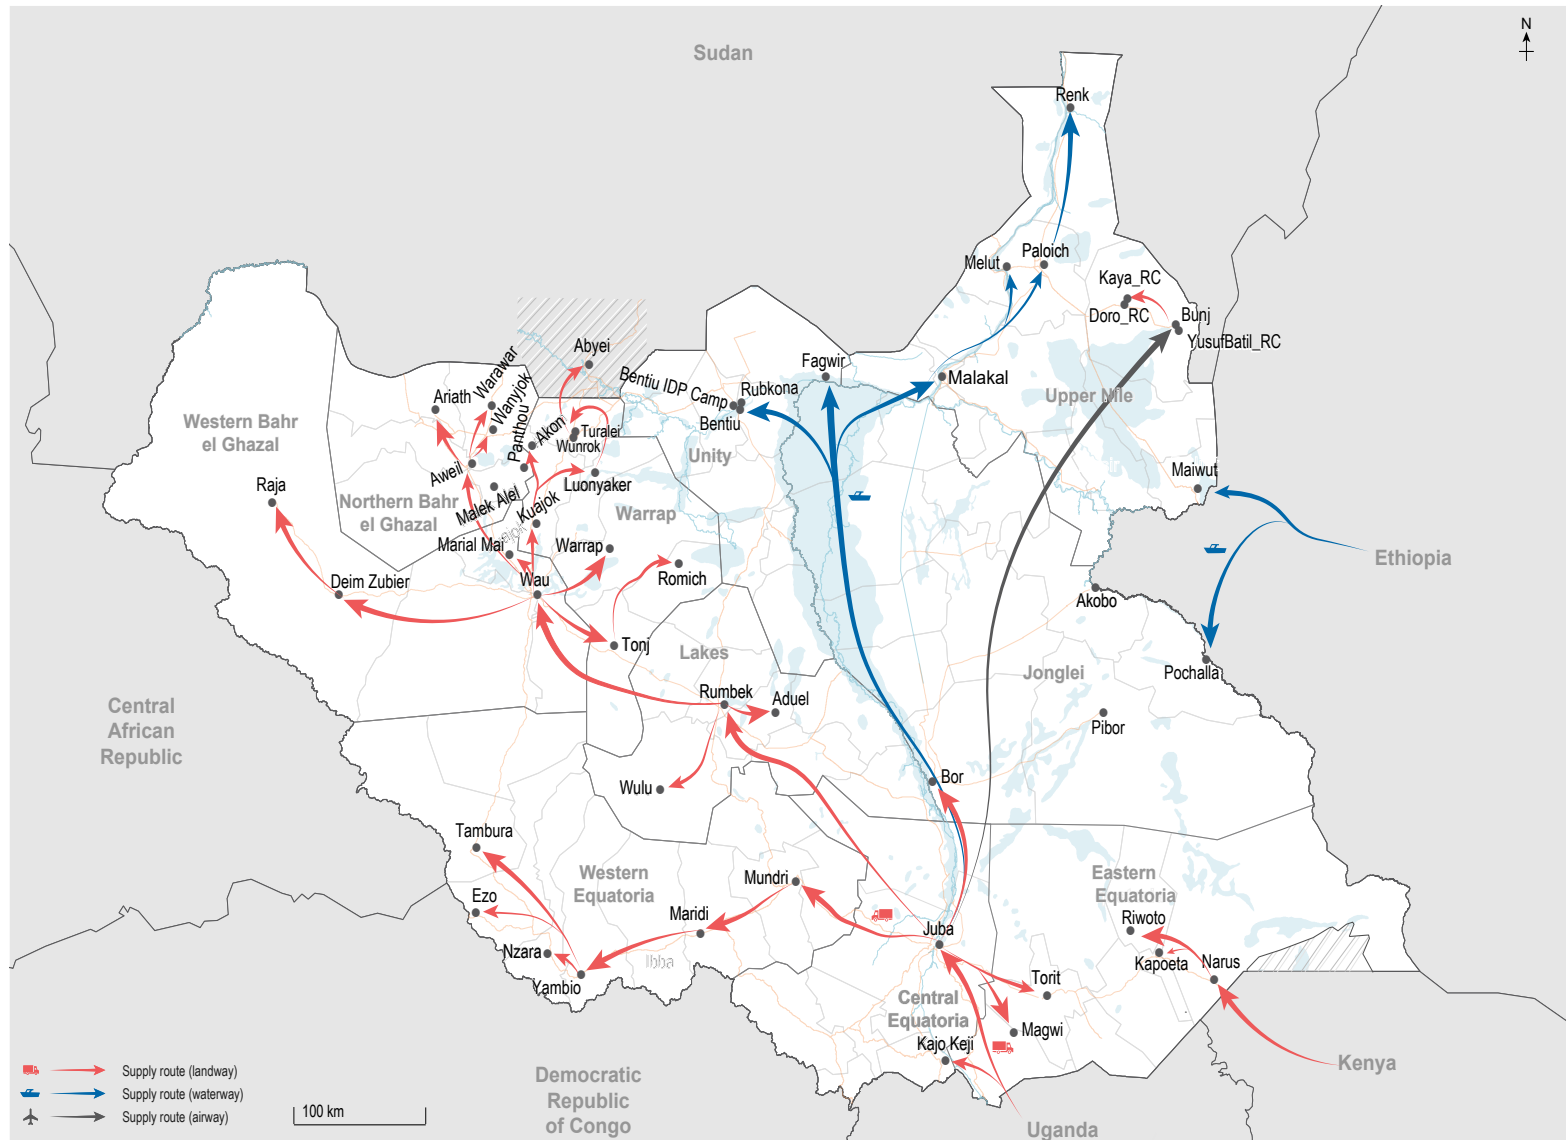 N
Sudan
Renk
Melut
Paloich
Kaya_RC
Doro_RC
Bunj
YusufBatil_RC
Abyei
Fagwir
Bentiu IDP Camp
Rubkona
Bentiu
Malakal
Upper Nile
Ariath
Warawar
Wanyjok
Panthou
Akon
Turalei
Wunrok
Western Bahr
el Ghazal
Unity
Aweil
Luonyaker
Maiwut
Raja
Northern Bahr
el Ghazal
Malek Alel
Kuajok
Warrap
Marial Mai
Warrap
Romich
Ethiopia
Deim Zubier
Wau
Akobo
Tonj
Lakes
Jonglei
Pochalla
Rumbek
Aduel
Central
African
Republic
Pibor
Wulu
Bor
Tambura
Western
Equatoria
Mundri
Eastern
Equatoria
Ezo
Maridi
Riwoto
Juba
Nzara
Ibba
Kapoeta
Narus
Yambio
Torit
Central
Equatoria
Magwi
Kajo Keji
Kenya
Democratic
Republic
of Congo
Uganda
Supply route (landway)
Supply route (waterway)
Supply route (airway)
100 km